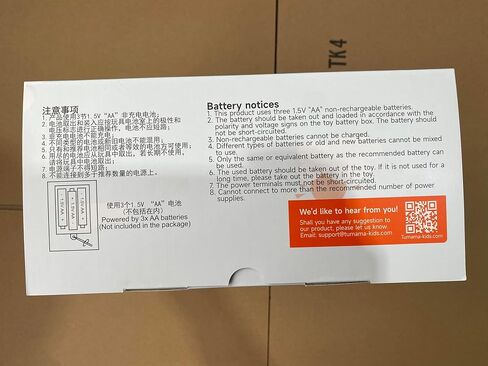 TK4
注意事项
1. 产品使用3节1.5V “AA” 非充电电池;
2. 电池取出和装入应按玩具电池室上的极性和
电压标志进行正确操作, 电池不应短路;
3. 非充电电池不能充电;
4. 不同类型的电池或新旧电池不能混用;
5. 只有和推荐电池相同或者等效的电池方可使用;
6. 用尽的电池应从玩具中取出, 若长期不使用,
请从玩具中取出电池;
7. 电源端子不得短路;
8. 不能连接到多于推荐数量的电源上.
使用3个1.5 “AA” 电池
(不包括在内)
Powered by 3x AA batteries
(Not included in the package)
Battery notices
1. This product uses three 1.5V "AA" non-rechargeable batteries.
2. The battery should be taken out and loaded in accordance with the
polarity and voltage signs on the toy battery box. The battery should
not be short-circuited.
3. Non-rechargeable batteries cannot be charged.
4. Different types of batteries or old and new batteries cannot be mixed
to use.
5. Only the same or equivalent battery as the recommended battery can
be used.
6. The used battery should be taken out of the toy. If it is not used for a
long time, please take out the battery in the toy.
7. The power terminals must not be short-circuited.
8. Cannot connect to more than the recommended number of power
supplies.
We'd like to hear from you!
Should you have any suggestions to
our product, please let us know.
Email: support@tumama-kids.com
Tumama-kids.com